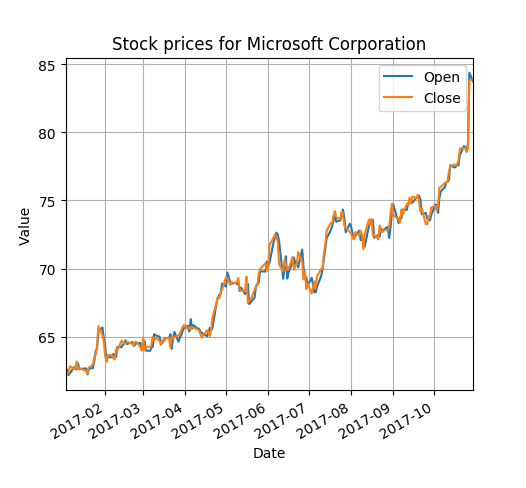 Stock prices for Microsoft Corporation
Open
Close
85
80
75
70
65
Value
2017-02
2017-03
2017-04
2017-05
2017-06
2017-07
2017-08
2017-09
2017-10
Date